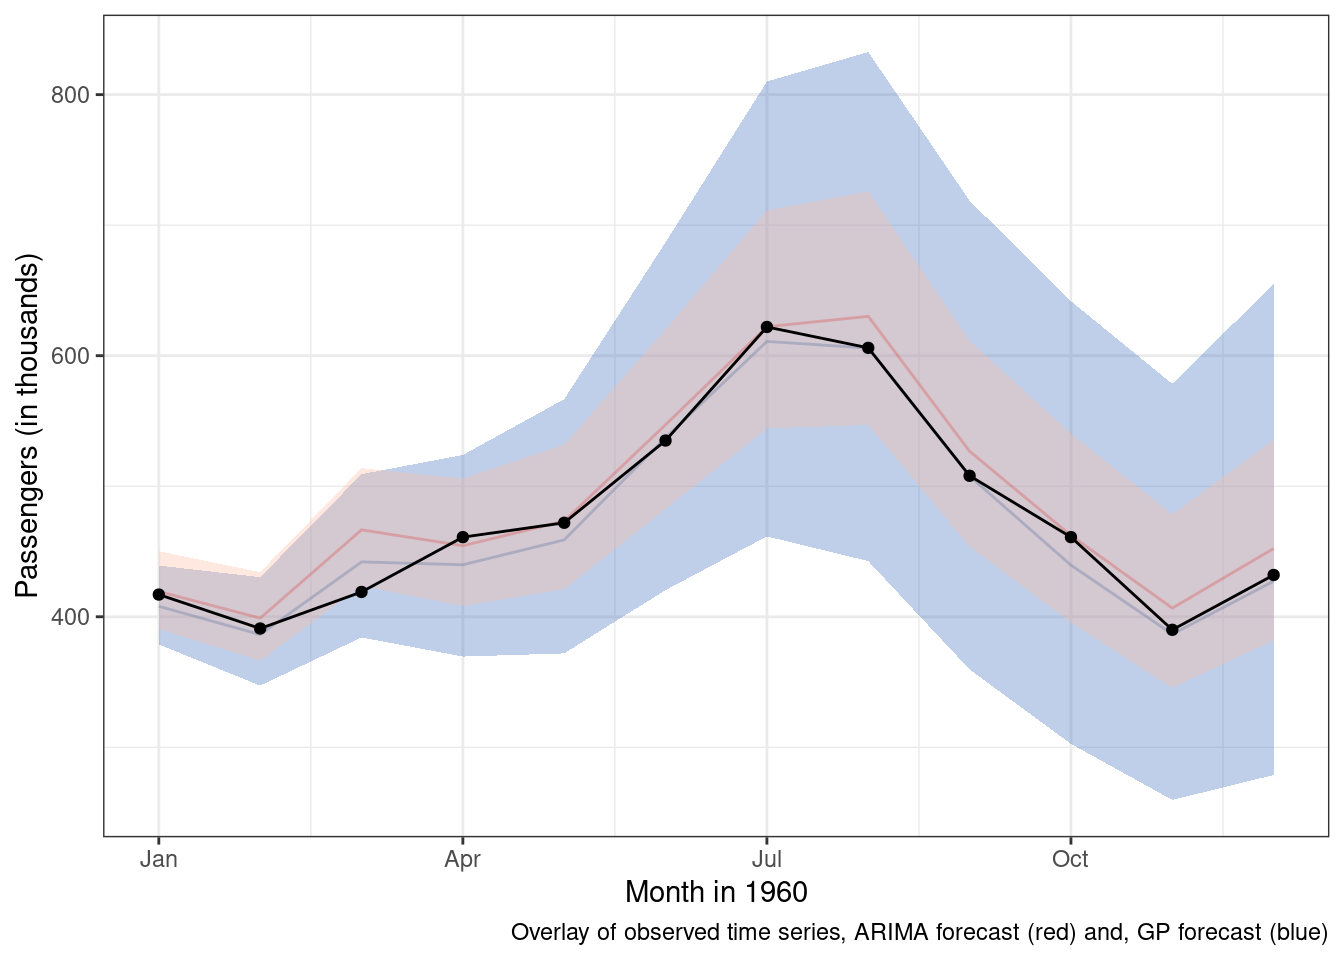 800
600
400
Passengers (in thousands)
Jan
Apr
Jul
Oct
Month in 1960
Overlay of observed time series, ARIMA forecast (red) and, GP forecast (blue)